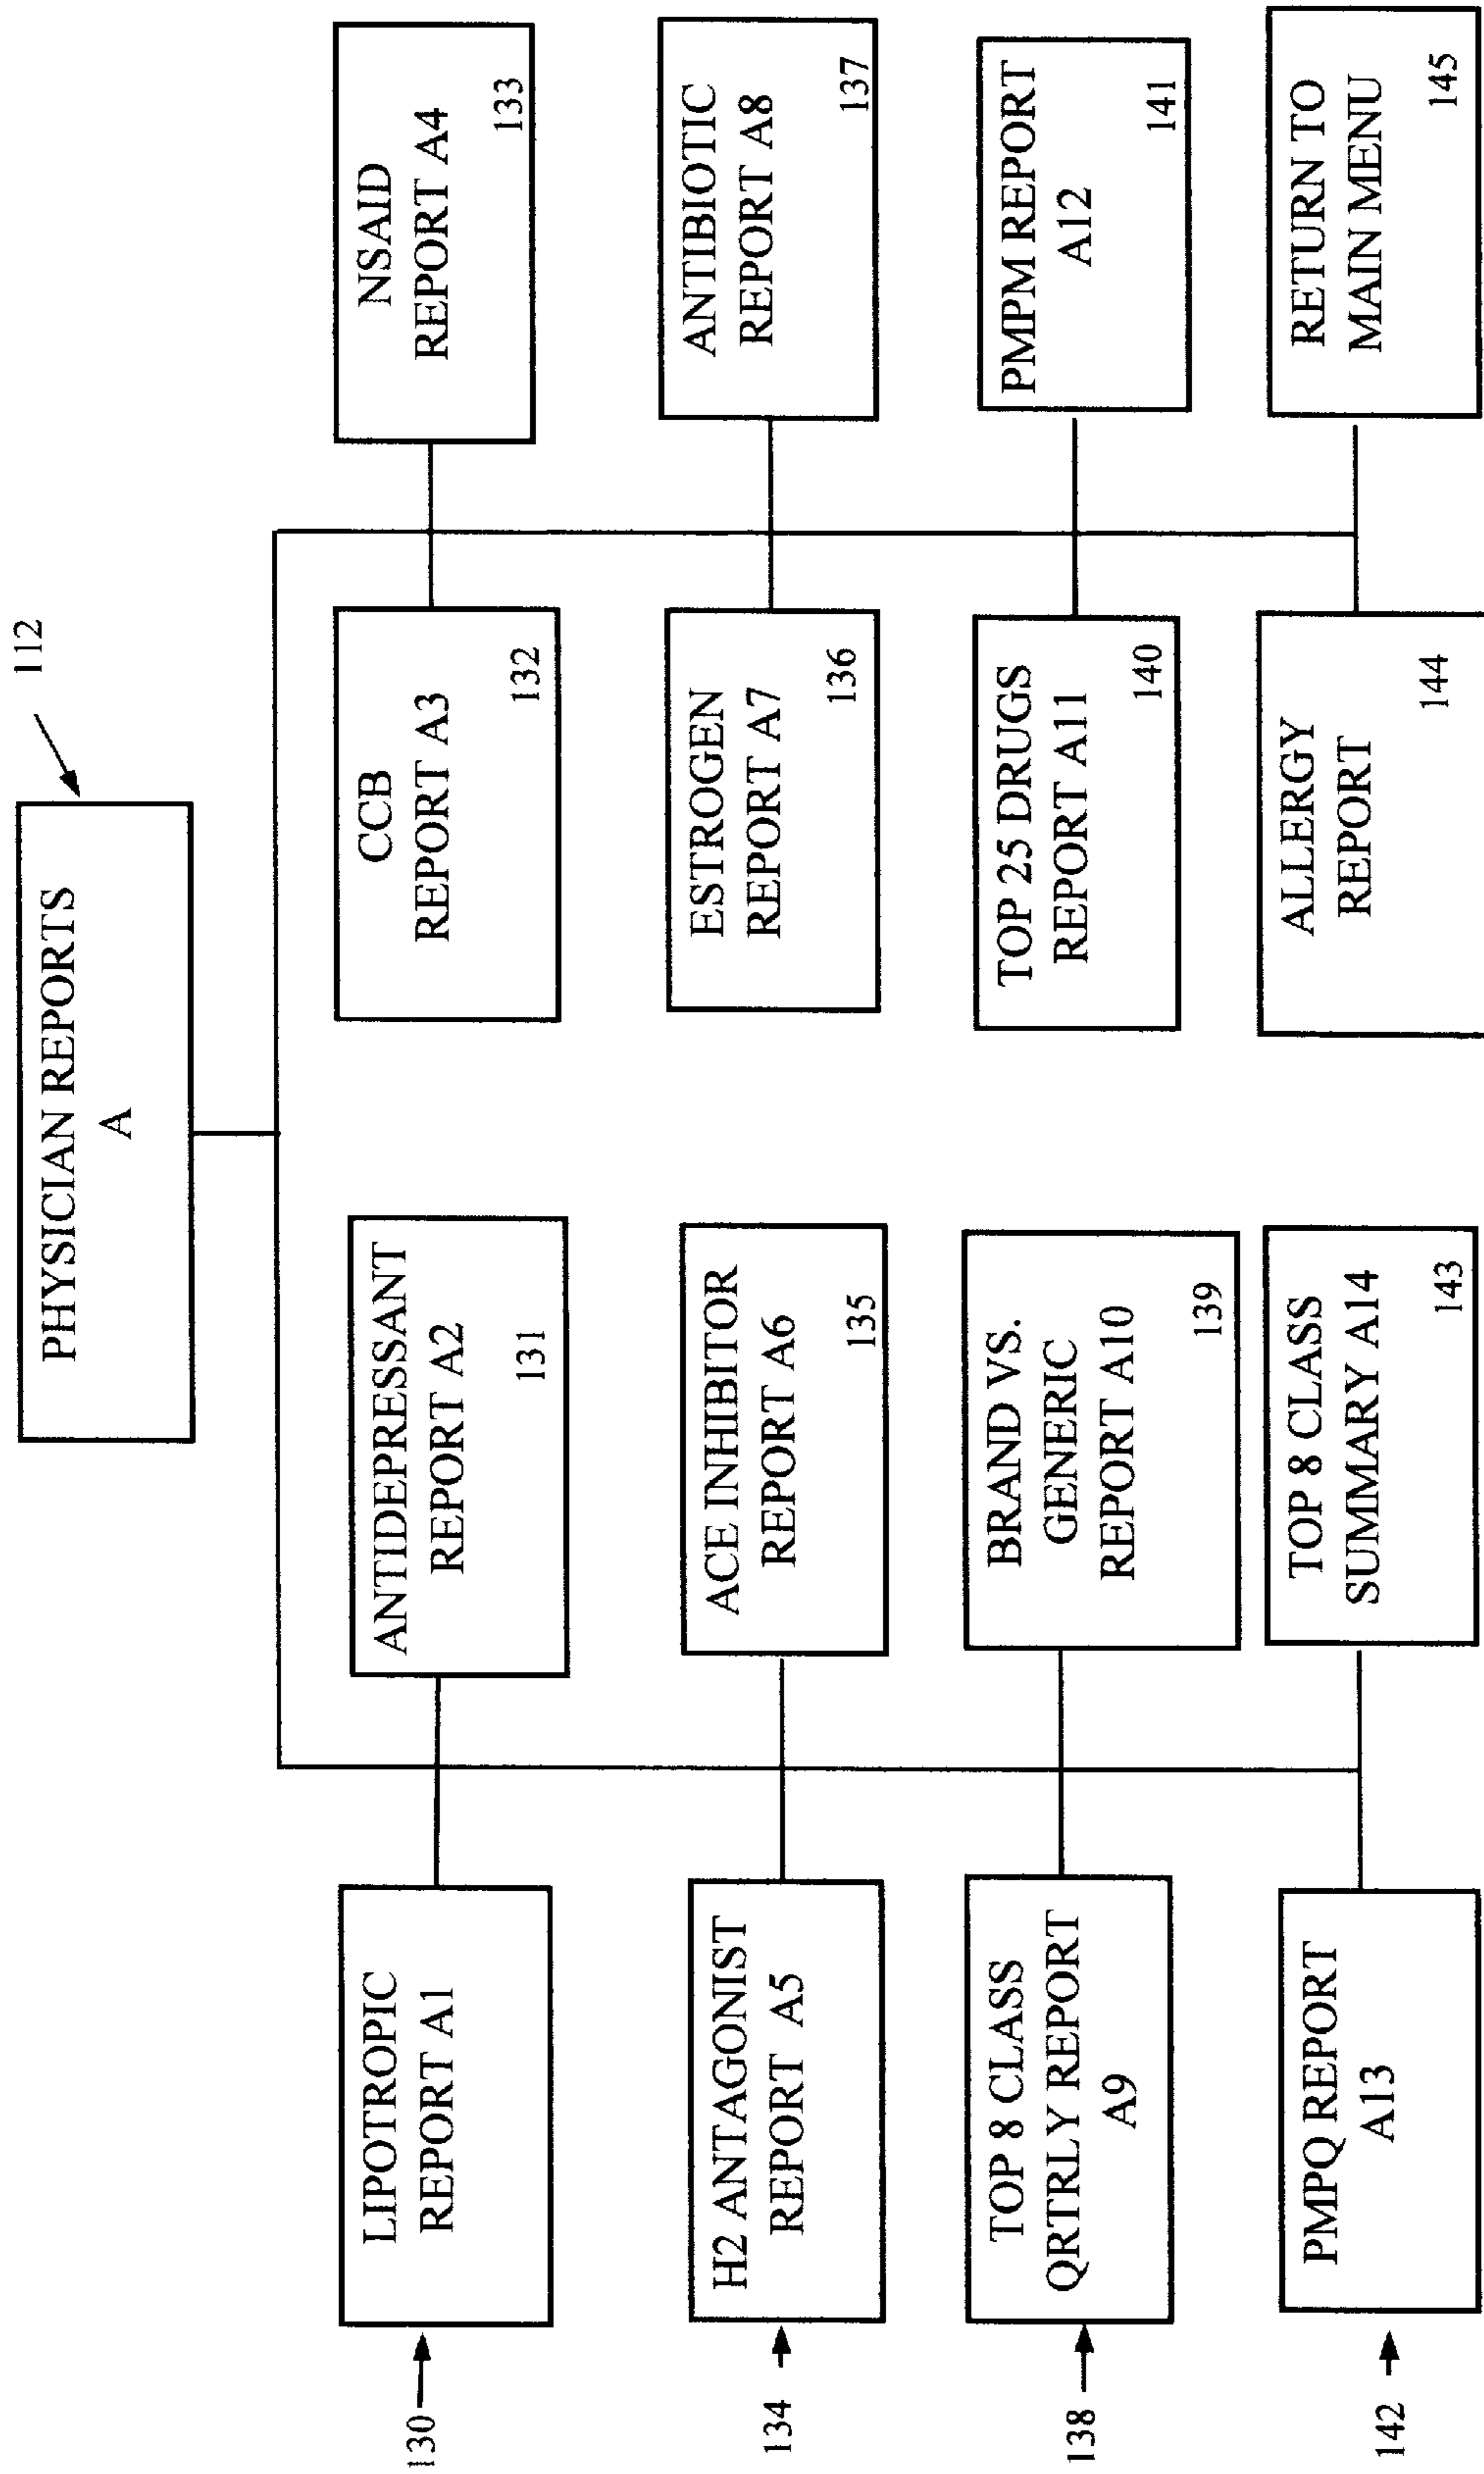 112
PHYSICIAN REPORTS
A
130
LIPOTROPIC
REPORT A1
ANTIDEPRESSANT
REPORT A2
131
CCB
REPORT A3
132
NSAID
REPORT A4
133
134
H2 ANTAGONIST
REPORT A5
ACE INHIBITOR
REPORT A6
135
ESTROGEN
REPORT A7
136
ANTIBIOTIC
REPORT A8
137
138
TOP 8 CLASS
QRTRLY REPORT
A9
BRAND VS.
GENERIC
REPORT A10
139
TOP 25 DRUGS
REPORT A11
140
PMPM REPORT
A12
141
142
PMPQ REPORT
A13
TOP 8 CLASS
SUMMARY A14
143
ALLERGY
REPORT
144
RETURN TO
MAIN MENU
145